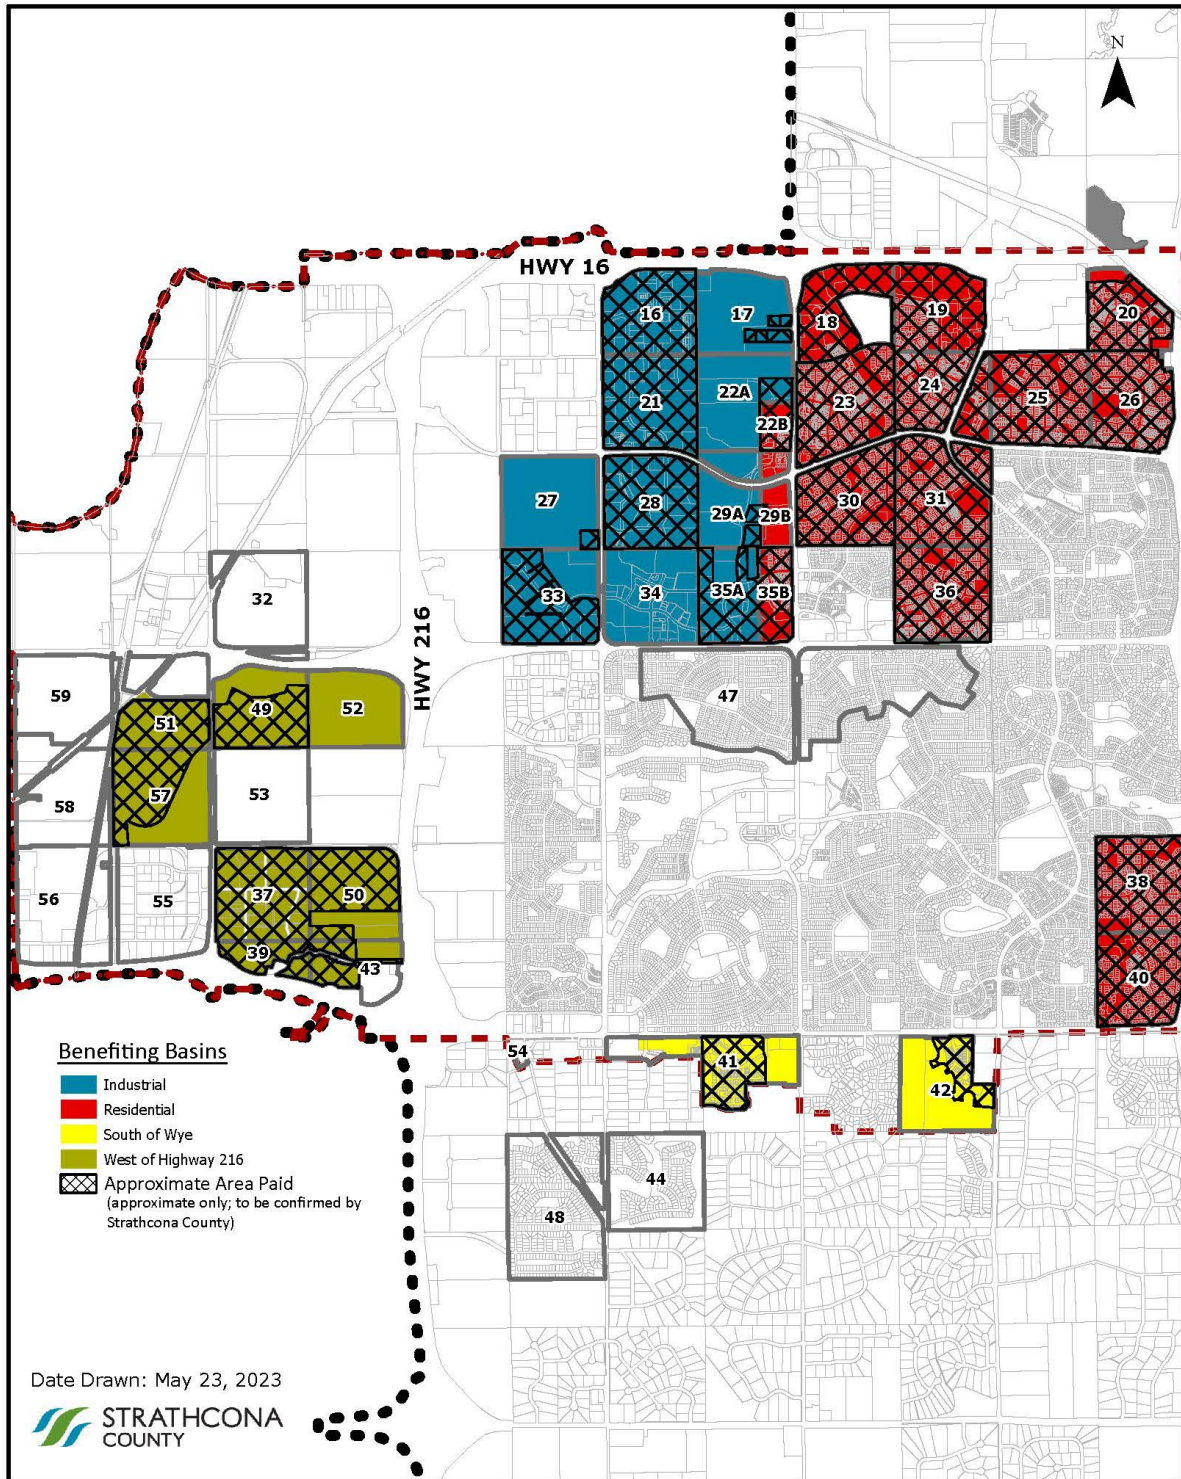 N
HWY 16
16
17
18
19
20
21
22A
22B
23
24
25
26
27
28
29A
29B
30
31
32
33
34
35A
35B
36
HWY 216
47
59
51
49
52
58
57
53
56
55
37
50
39
43
38
40
54
41
42
44
48
Benefiting Basins
Industrial
Residential
South of Wye
West of Highway 216
Approximate Area Paid
(approximate only; to be confirmed by
Strathcona County)
Date Drawn: May 23, 2023
STRATHCONA
COUNTY